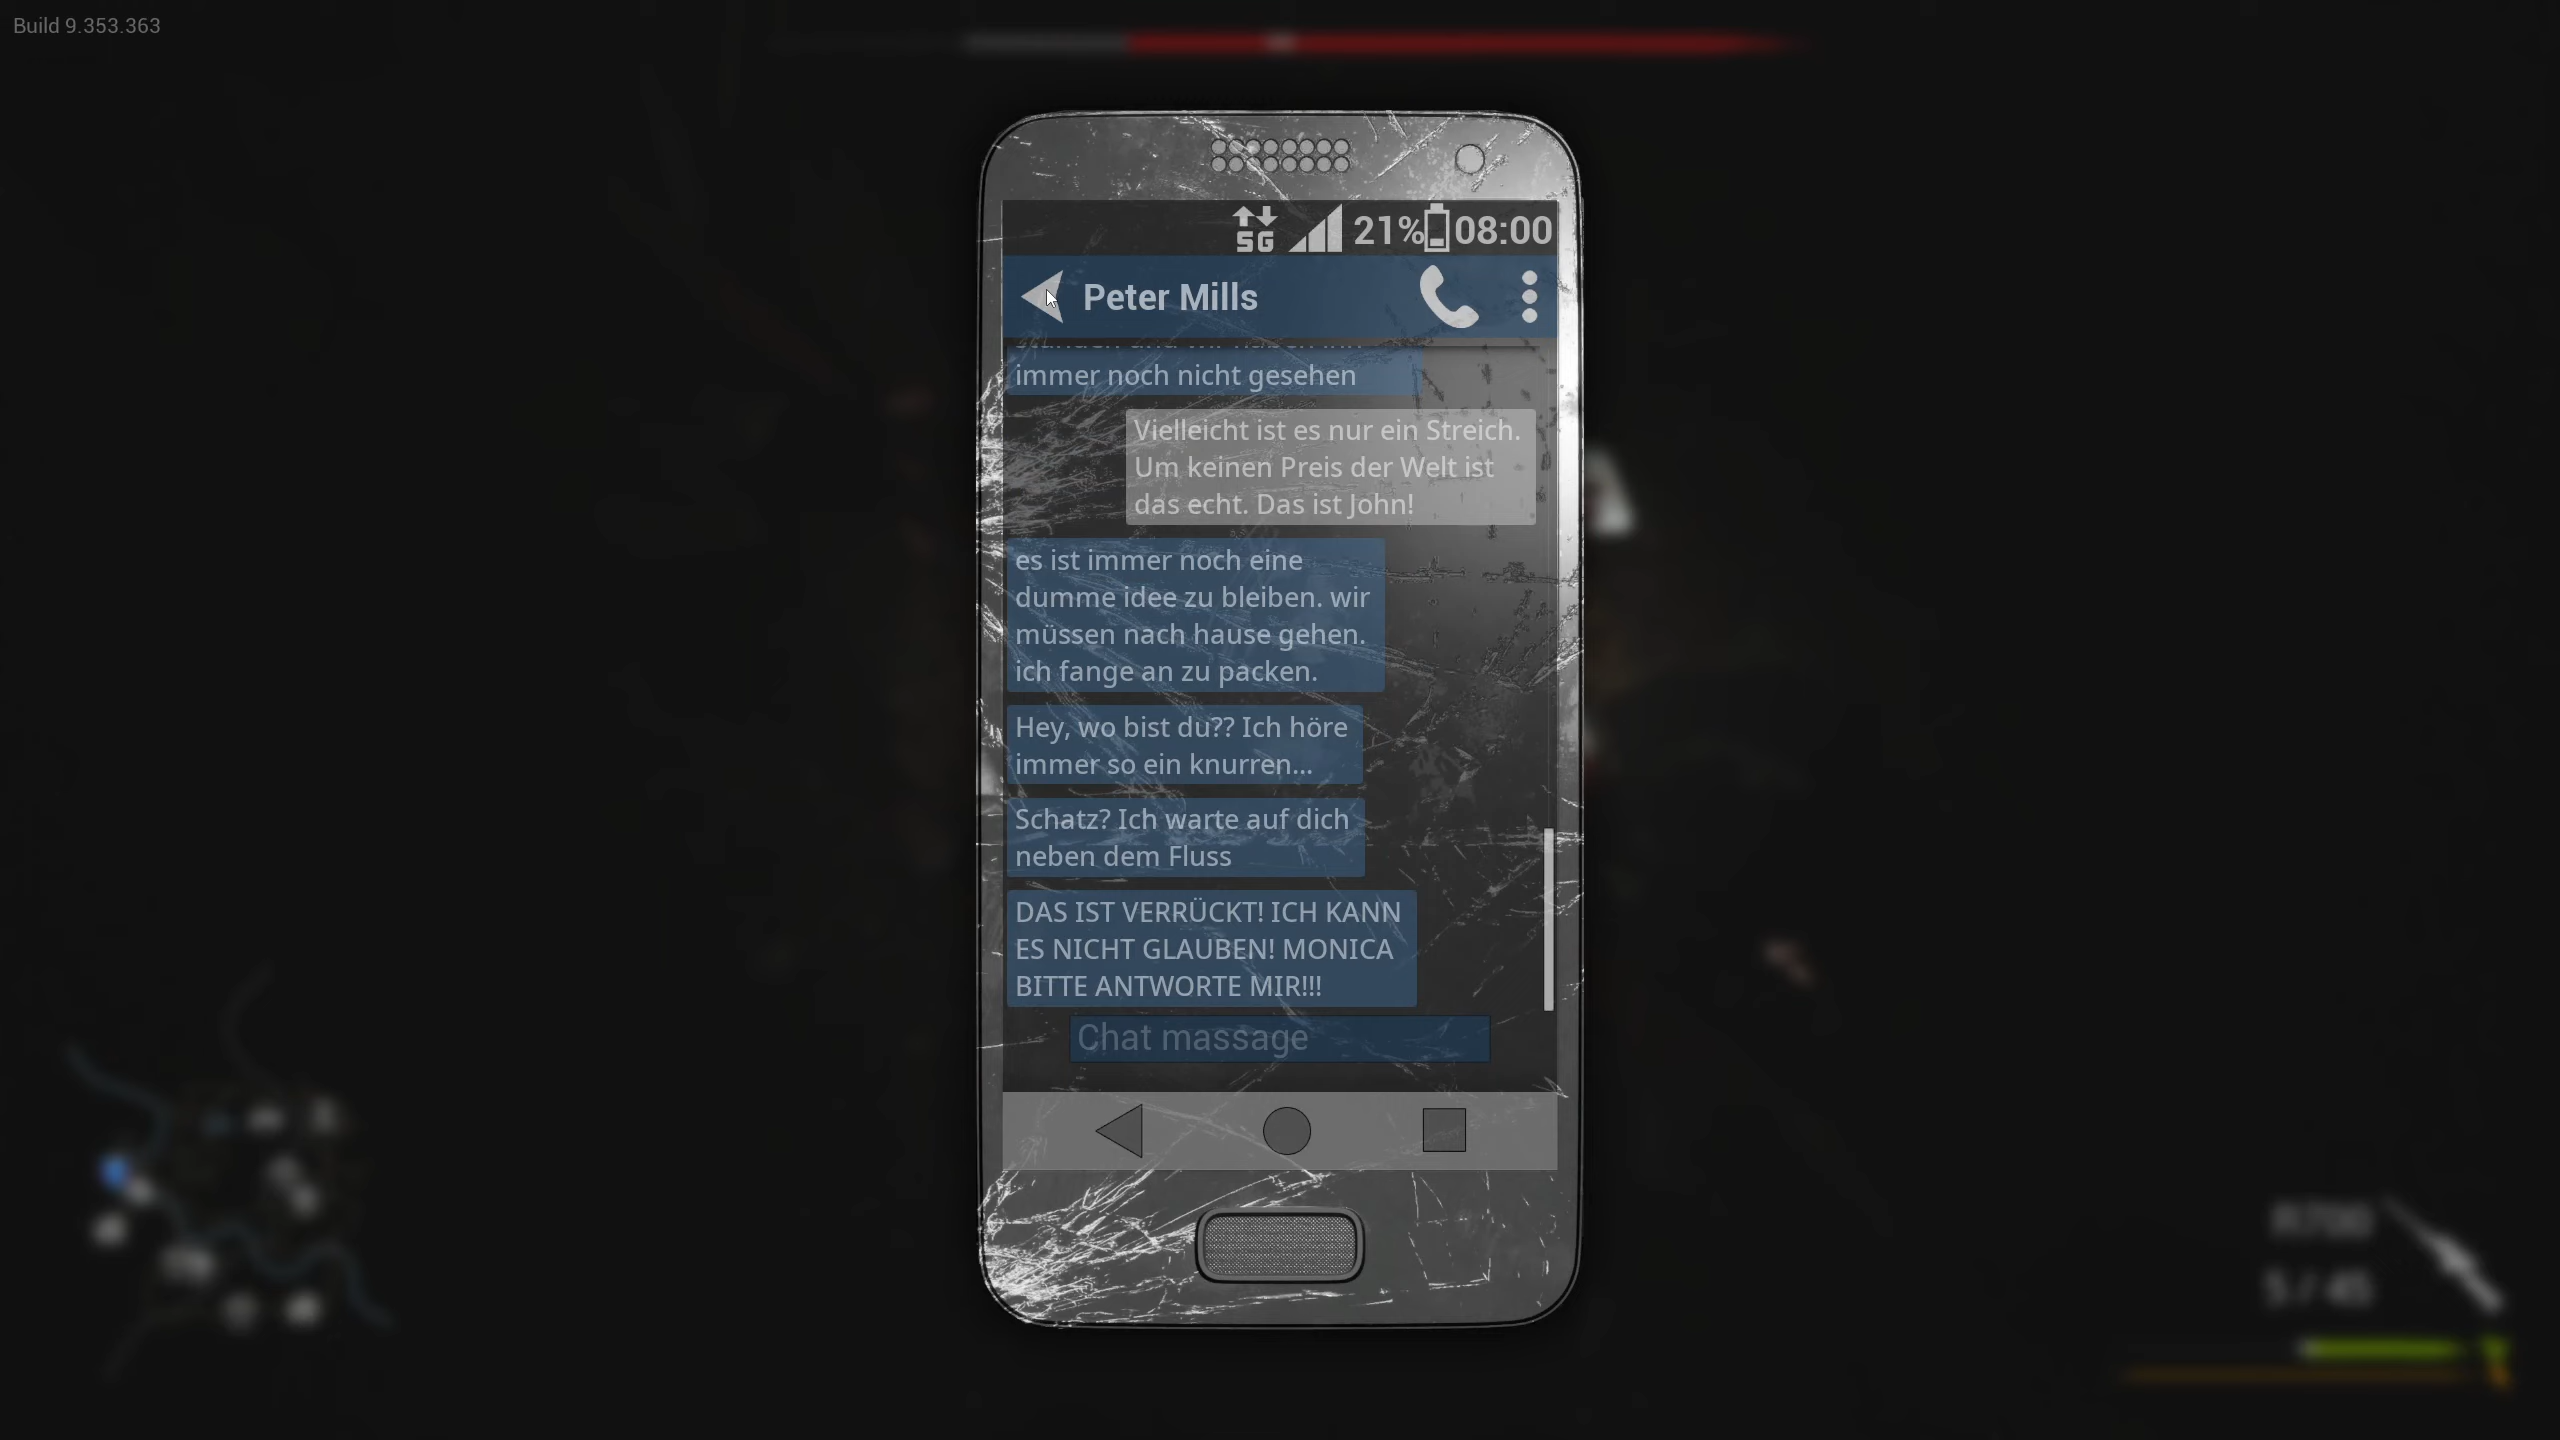 Build 9.353.363
5G 21% 08:00
Peter Mills
immer noch nicht gesehen
Vielleicht ist es nur ein Streich.
Um keinen Preis der Welt ist
das echt. Das ist John!
es ist immer noch eine
dumme idee zu bleiben. wir
müssen nach hause gehen.
ich fange an zu packen.
Hey, wo bist du?? Ich höre
immer so ein knurren...
Schatz? Ich warte auf dich
neben dem Fluss
DAS IST VERRÜCKT! ICH KANN
ES NICHT GLAUBEN! MONICA
BITTE ANTWORTE MIR!!!
Chat massage
R700
5 / 45